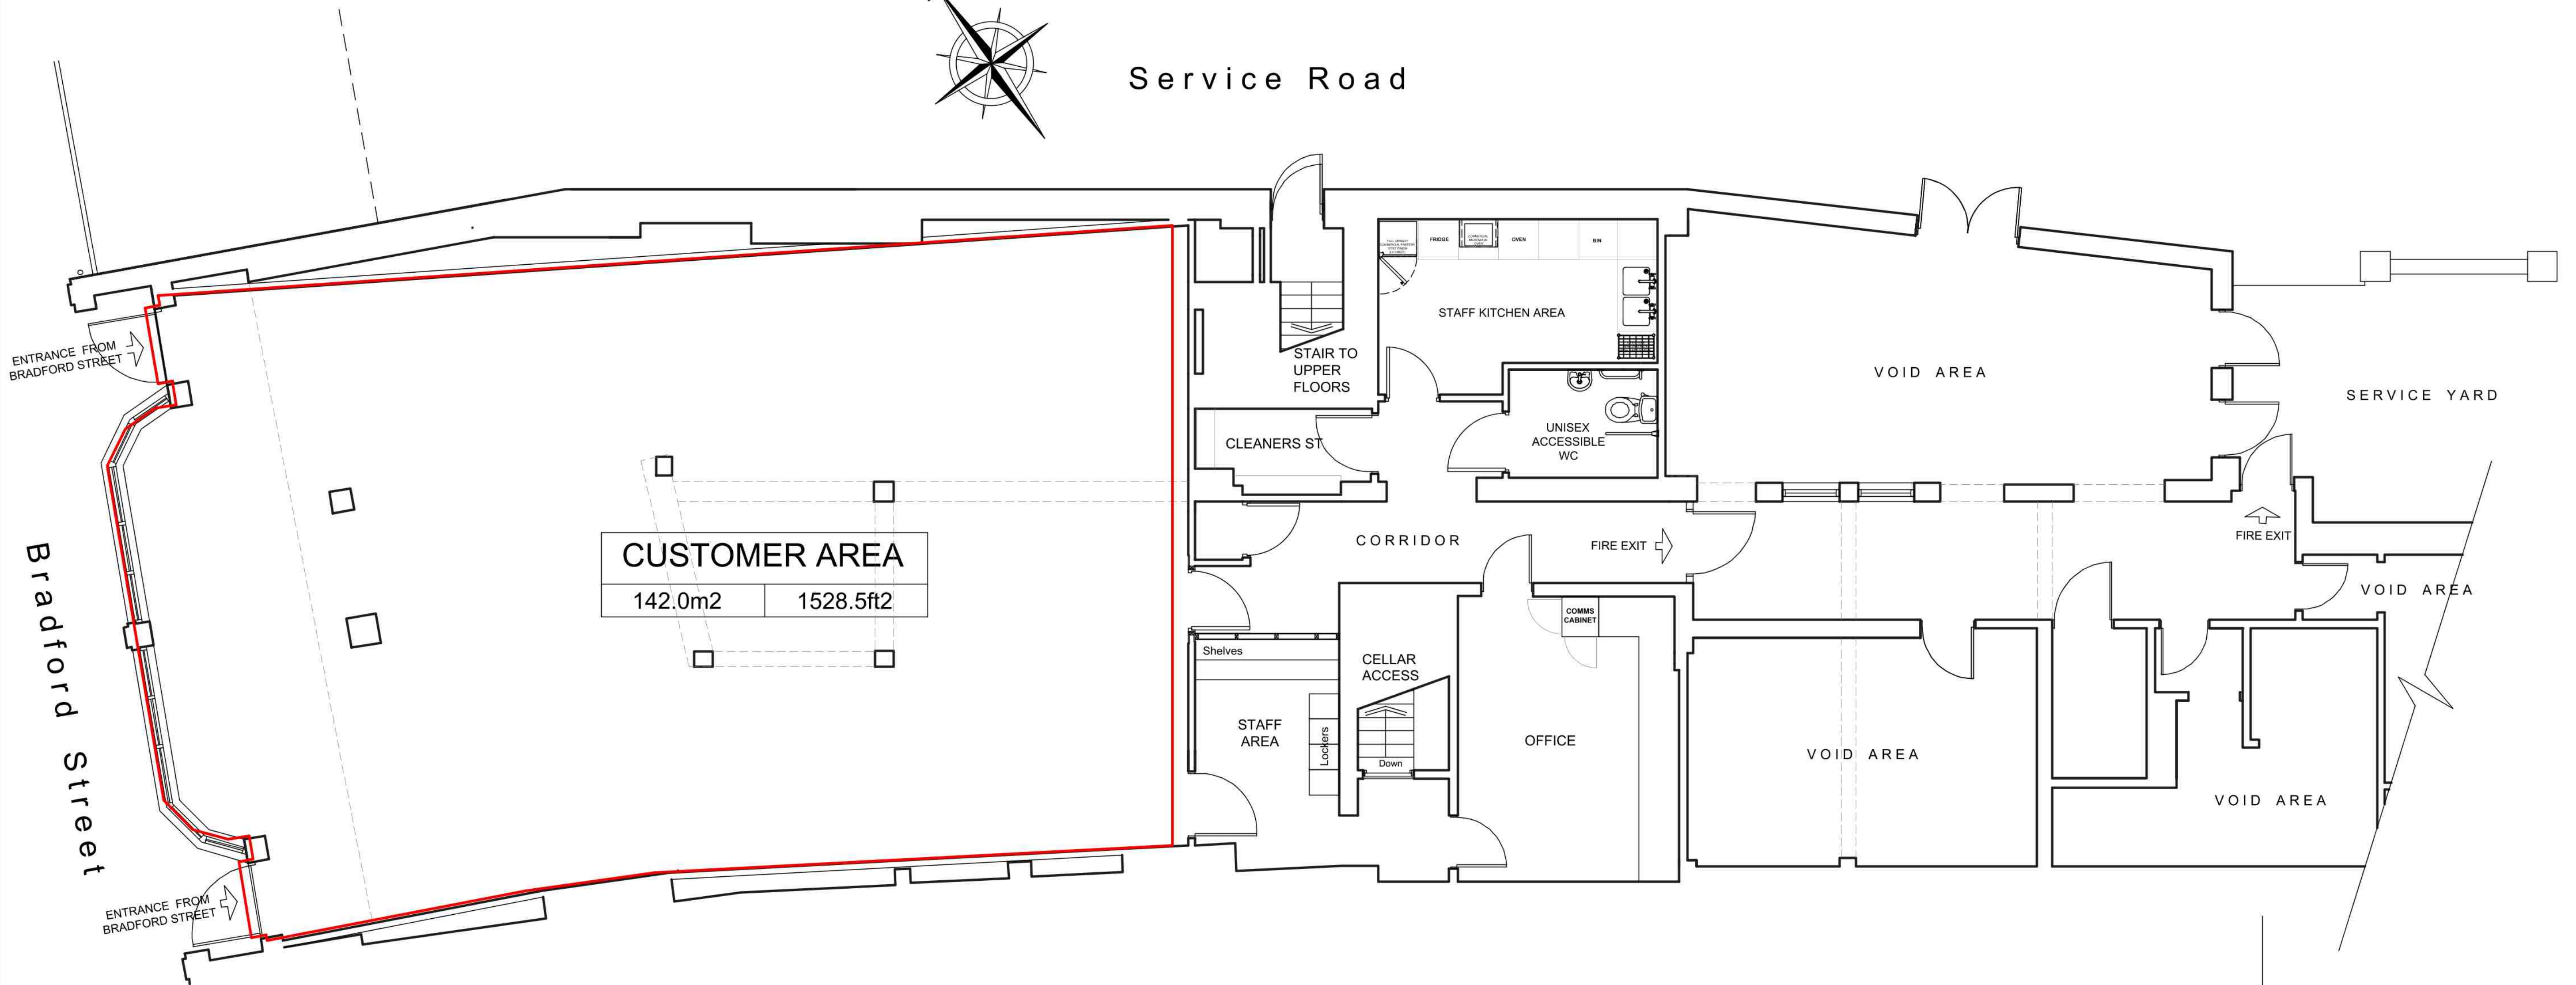 Service Road
ENTRANCE FROM
BRADFORD STREET
Bradford Street
ENTRANCE FROM
BRADFORD STREET
CUSTOMER AREA
142.0m2
1528.5ft2
STAIR TO
UPPER
FLOORS
CLEANERS ST
FRIDGE
OVEN
BIN
STAFF KITCHEN AREA
UNISEX
ACCESSIBLE
WC
CORRIDOR
FIRE EXIT
Shelves
STAFF
AREA
Lockers
CELLAR
ACCESS
Down
COMMS
CABINET
OFFICE
VOID AREA
SERVICE YARD
FIRE EXIT
VOID AREA
VOID AREA
VOID AREA